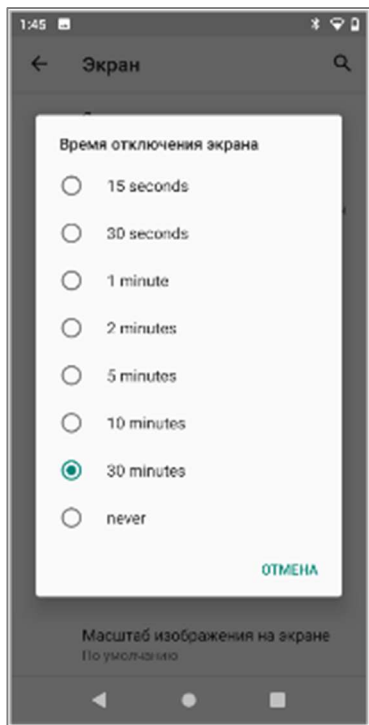 1:45
Экран
Время отключения экрана
15 seconds
30 seconds
1 minute
2 minutes
5 minutes
10 minutes
30 minutes
never
ОТМЕНА
Масштаб изображения на экране
По умолчанию